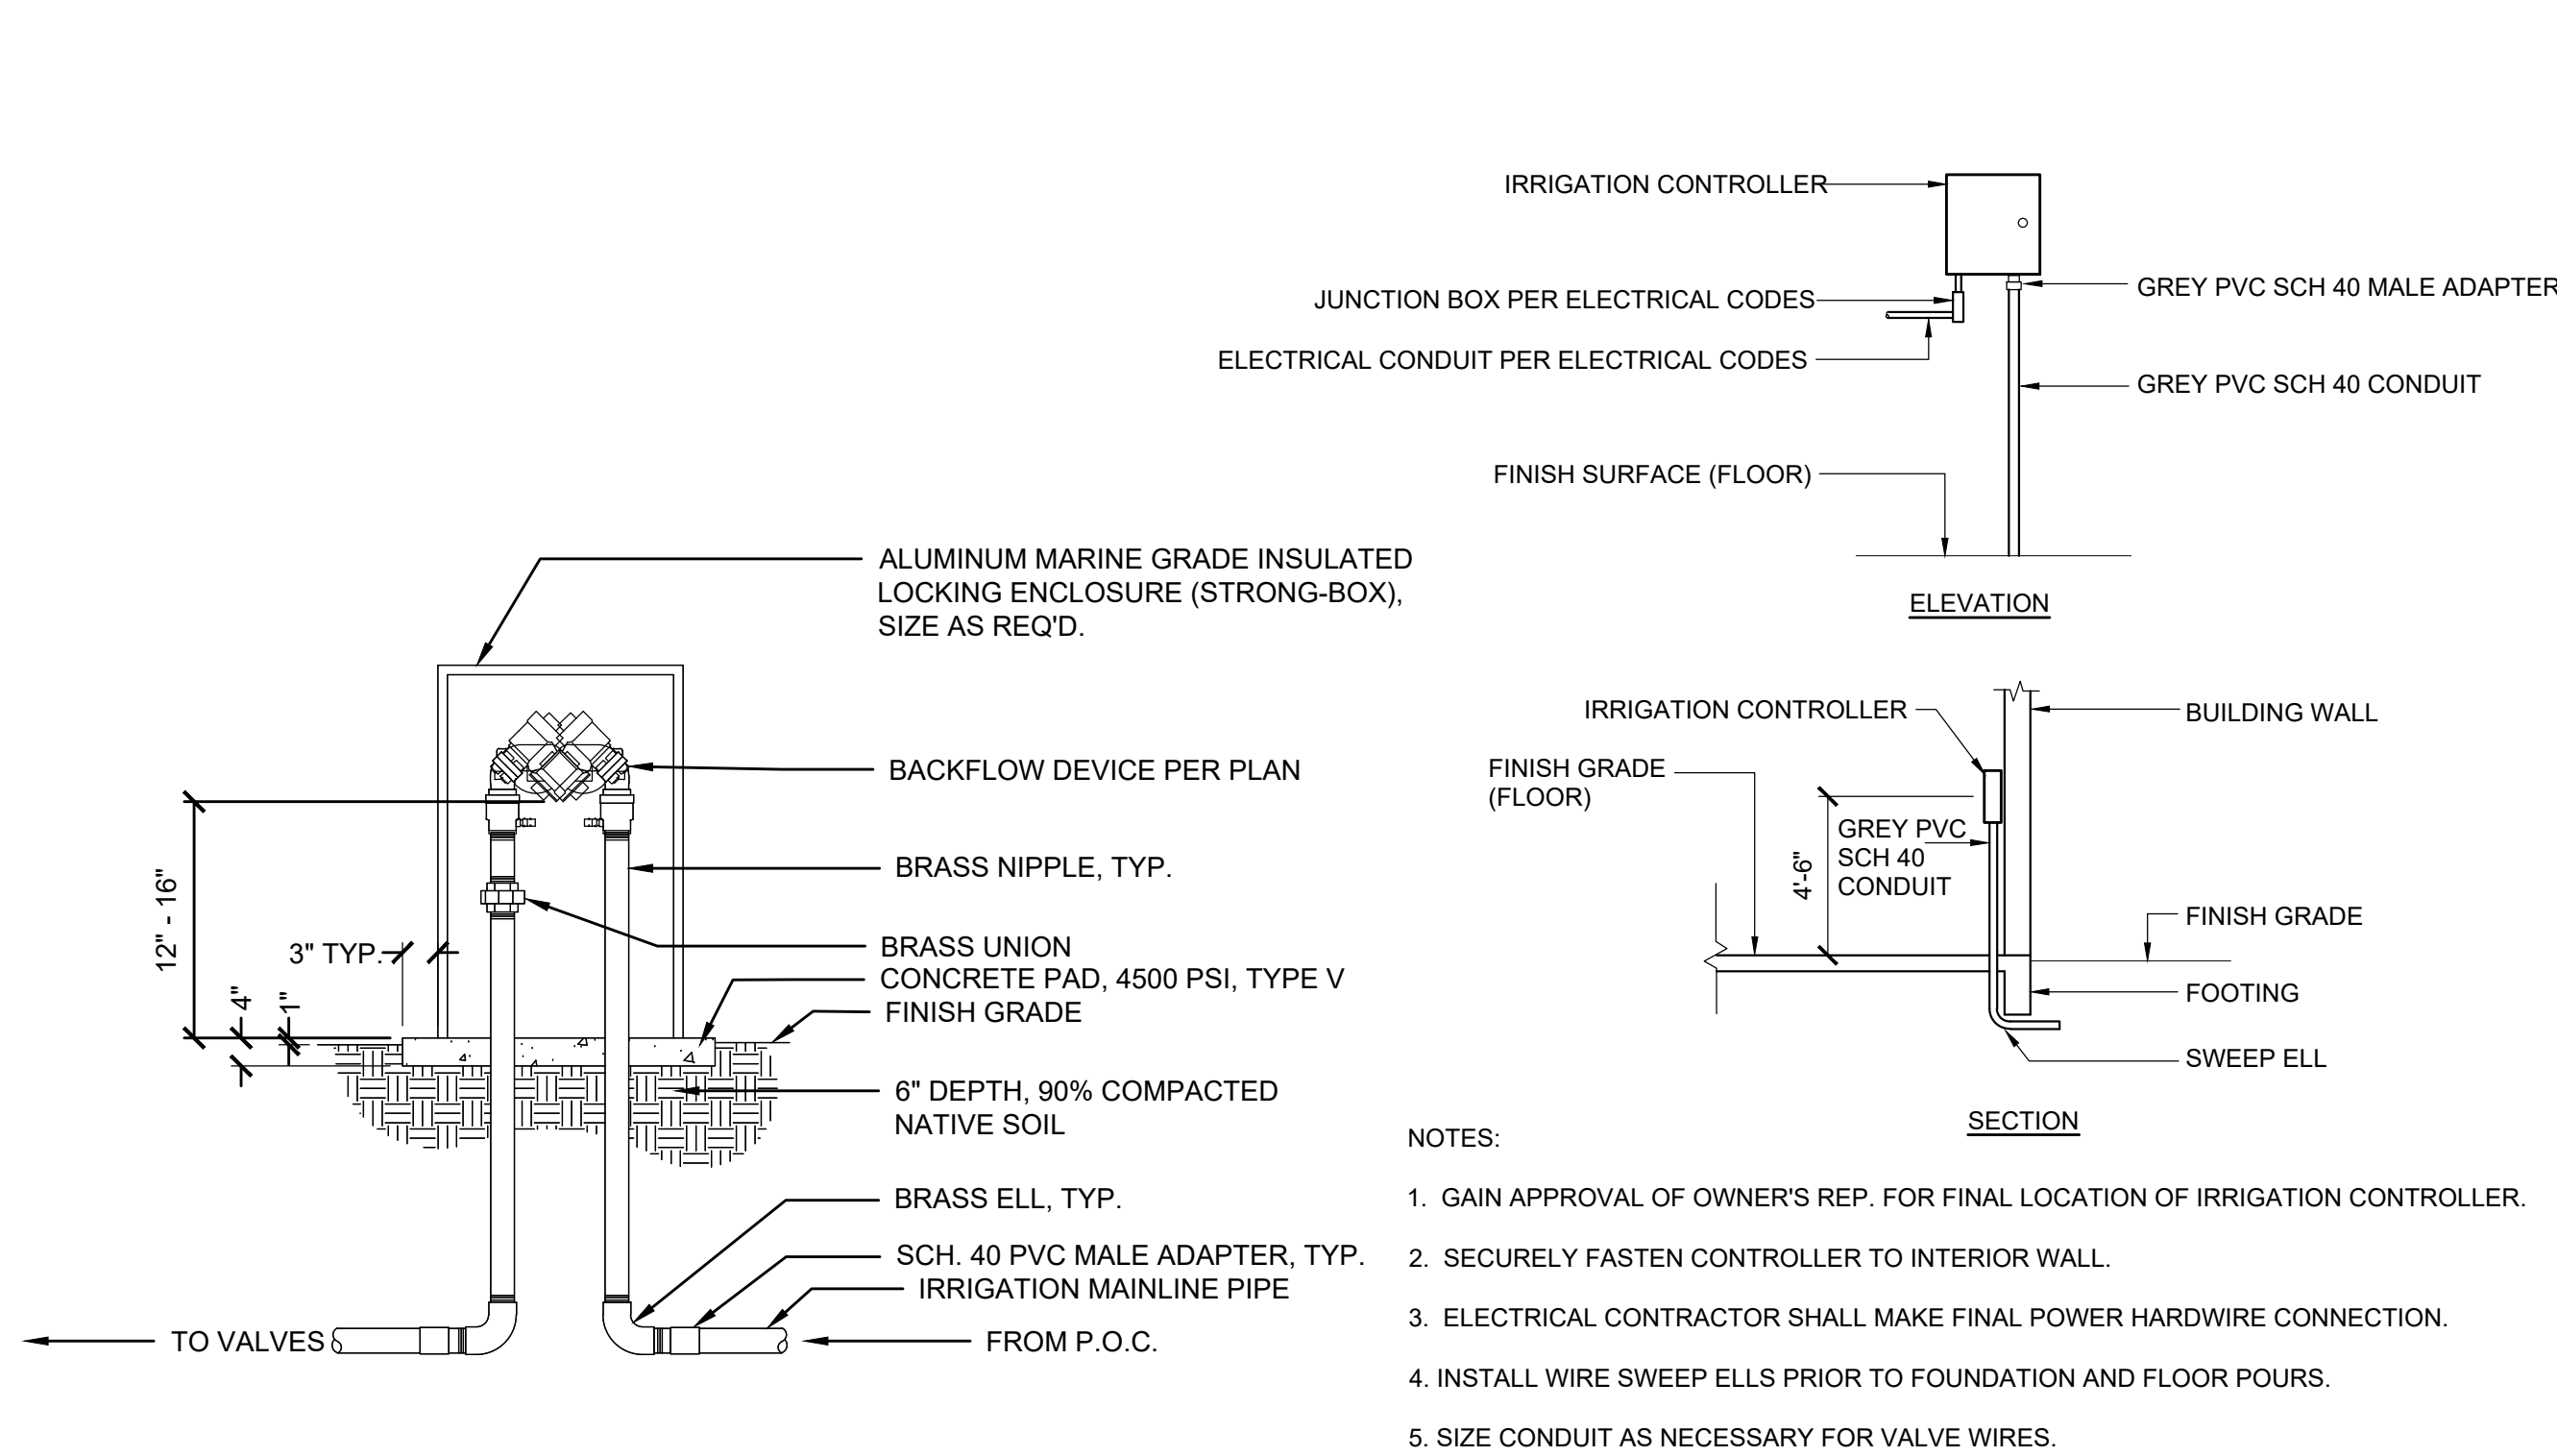 ALUMINUM MARINE GRADE INSULATED
LOCKING ENCLOSURE (STRONG-BOX),
SIZE AS REQ'D.
BACKFLOW DEVICE PER PLAN
BRASS NIPPLE, TYP.
12" - 16"
3" TYP.
4"
1"
BRASS UNION
CONCRETE PAD, 4500 PSI, TYPE V
FINISH GRADE
6" DEPTH, 90% COMPACTED
NATIVE SOIL
BRASS ELL, TYP.
SCH. 40 PVC MALE ADAPTER, TYP.
IRRIGATION MAINLINE PIPE
TO VALVES
FROM P.O.C.
IRRIGATION CONTROLLER
JUNCTION BOX PER ELECTRICAL CODES
GREY PVC SCH 40 MALE ADAPTER
ELECTRICAL CONDUIT PER ELECTRICAL CODES
GREY PVC SCH 40 CONDUIT
FINISH SURFACE (FLOOR)
ELEVATION
IRRIGATION CONTROLLER
BUILDING WALL
FINISH GRADE
(FLOOR)
GREY PVC
SCH 40
CONDUIT
4'-6"
FINISH GRADE
FOOTING
SWEEP ELL
SECTION
NOTES:
1. GAIN APPROVAL OF OWNER'S REP. FOR FINAL LOCATION OF IRRIGATION CONTROLLER.
2. SECURELY FASTEN CONTROLLER TO INTERIOR WALL.
3. ELECTRICAL CONTRACTOR SHALL MAKE FINAL POWER HARDWIRE CONNECTION.
4. INSTALL WIRE SWEEP ELLS PRIOR TO FOUNDATION AND FLOOR POURS.
5. SIZE CONDUIT AS NECESSARY FOR VALVE WIRES.